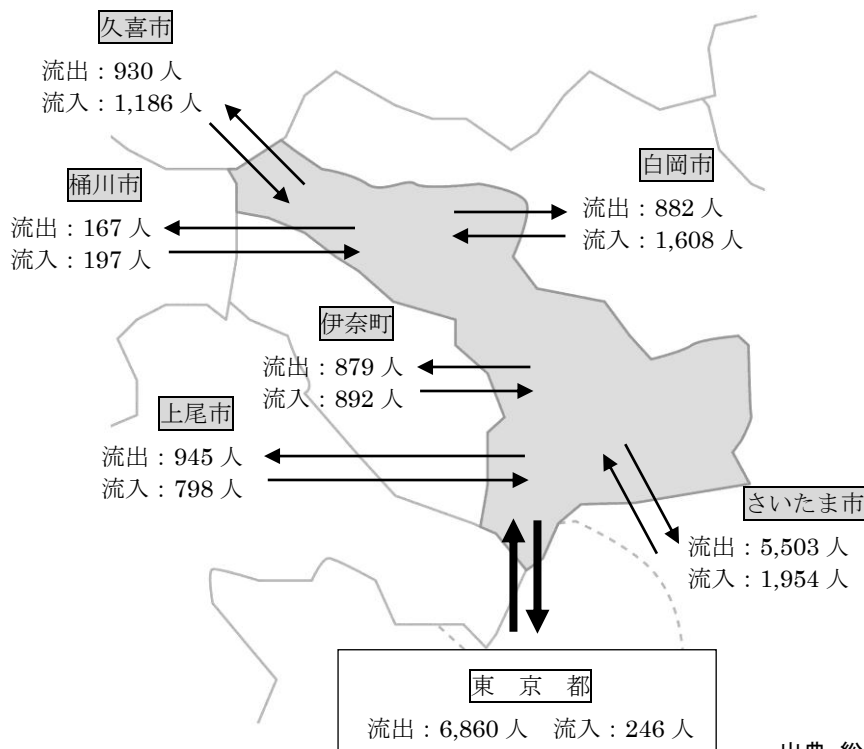 久喜市
流出：930 人
流入：1,186 人
桶川市
流出：167 人
流入：197 人
白岡市
流出：882 人
流入：1,608 人
伊奈町
流出：879 人
流入：892 人
上尾市
流出：945 人
流入：798 人
さいたま市
流出：5,503 人
流入：1,954 人
東　京　都
流出：6,860 人　流入：246 人